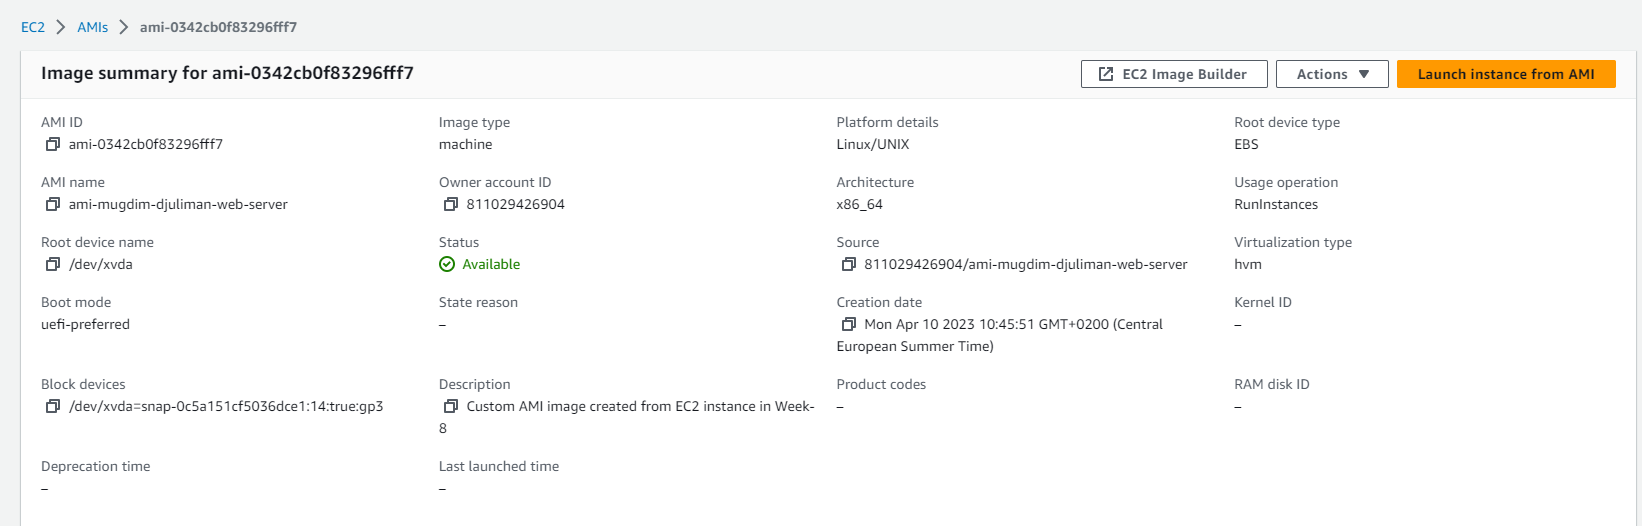 EC2 > AMIs > ami-0342cb0f83296fff7
Image summary for ami-0342cb0f83296fff7
EC2 Image Builder
Actions
Launch instance from AMI
AMI ID
ami-0342cb0f83296fff7
Image type
machine
Platform details
Linux/UNIX
Root device type
EBS
AMI name
ami-mugdim-djuliman-web-server
Owner account ID
811029426904
Architecture
x86_64
Usage operation
RunInstances
Root device name
/dev/xvda
Status
Available
Source
811029426904/ami-mugdim-djuliman-web-server
Virtualization type
hvm
Boot mode
uefi-preferred
State reason
–
Creation date
Mon Apr 10 2023 10:45:51 GMT+0200 (Central
European Summer Time)
Kernel ID
–
Block devices
/dev/xvda=snap-0c5a151cf5036dce1:14:true:gp3
Description
Custom AMI image created from EC2 instance in Week-
8
Product codes
–
RAM disk ID
–
Deprecation time
–
Last launched time
–